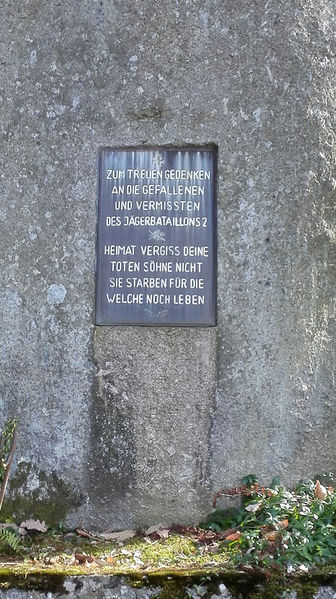 ZUM TREUEN GEDENKEN
AN DIE GEFALLENEN
UND VERMISSTEN
DES JÄGERBATAILLONS 2
HEIMAT VERGISS DEINE
TOTEN SÖHNE NICHT
SIE STARBEN FÜR DIE
WELCHE NOCH LEBEN